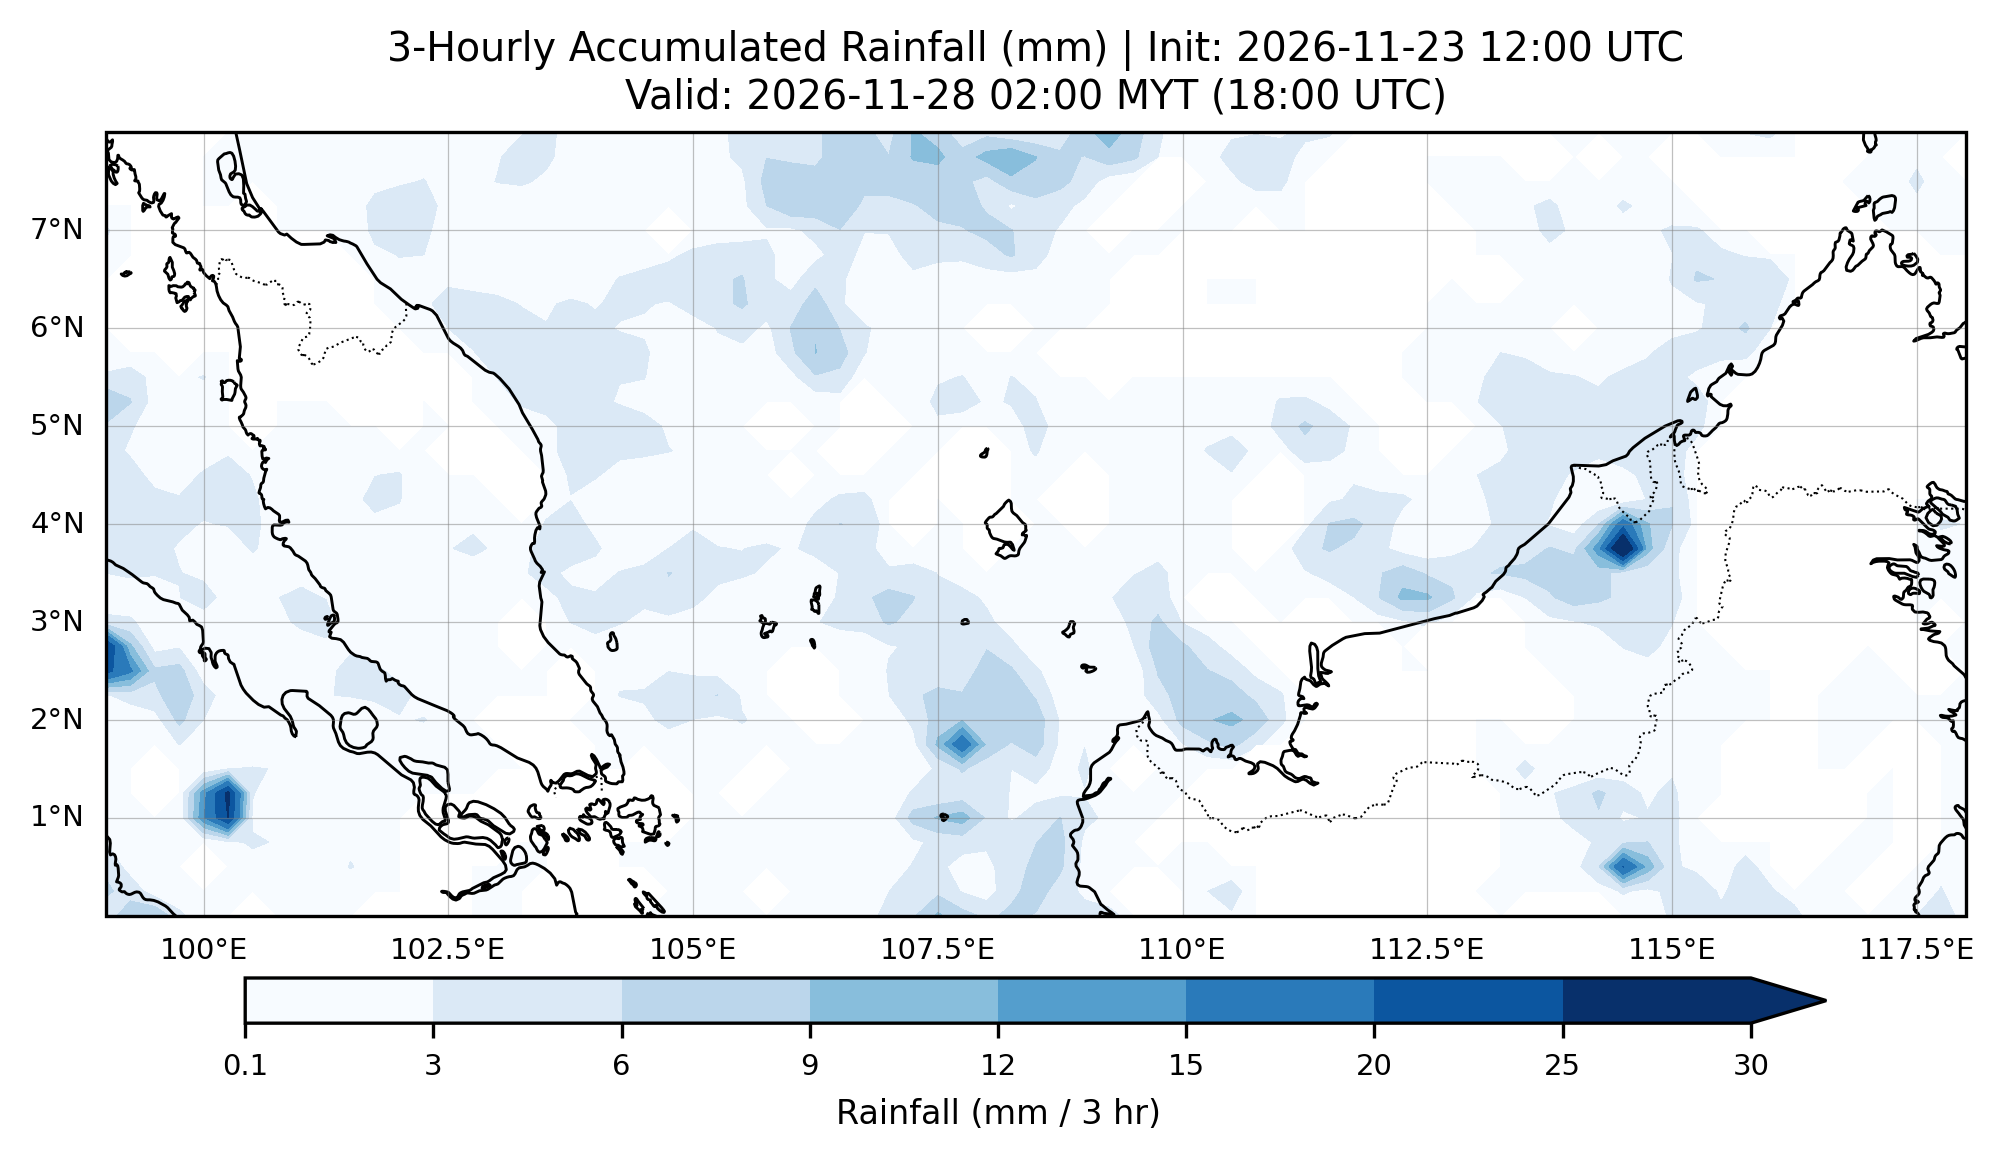 3-Hourly Accumulated Rainfall (mm) | Init: 2026-11-23 12:00 UTC
Valid: 2026-11-28 02:00 MYT (18:00 UTC)
7°N
6°N
5°N
4°N
3°N
2°N
1°N
100°E 102.5°E 105°E 107.5°E 110°E 112.5°E 115°E 117.5°E
0.1 3 6 9 12 15 20 25 30
Rainfall (mm / 3 hr)